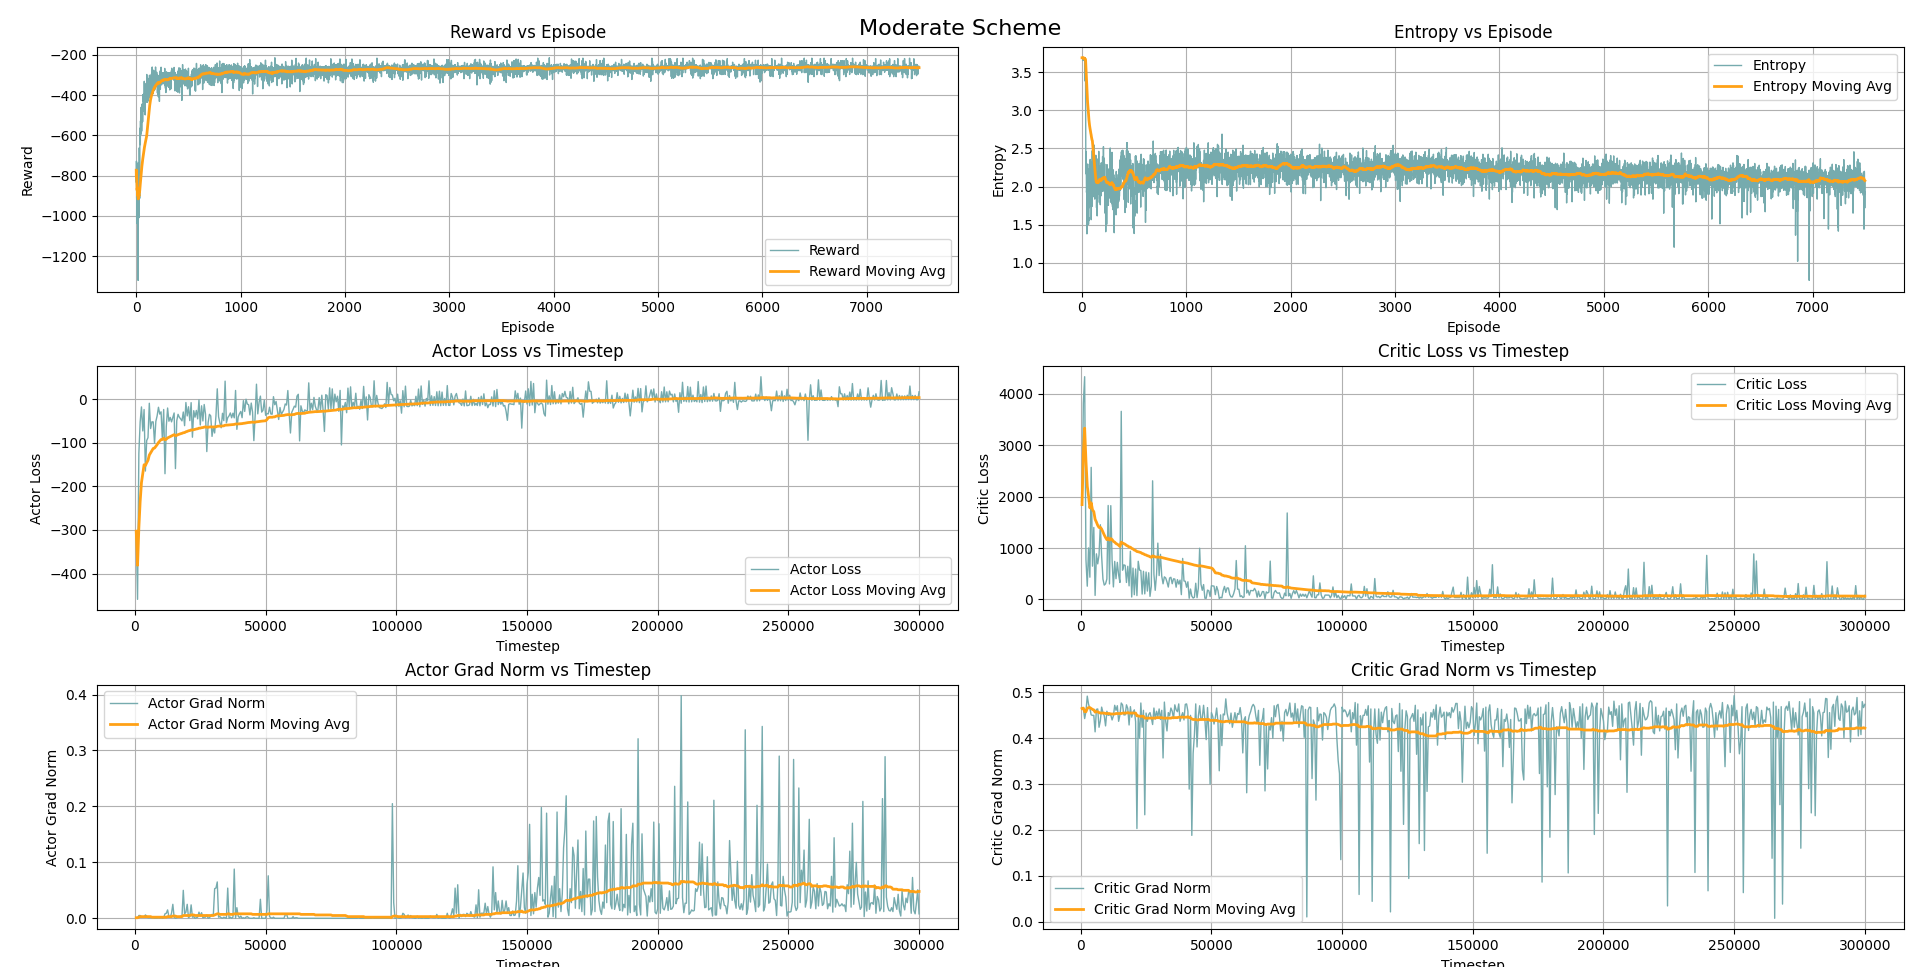 Moderate Scheme
Reward vs Episode
Reward
−200
−400
−600
−800
−1000
−1200
0 1000 2000 3000 4000 5000 6000 7000
Episode
Reward
Reward Moving Avg
Entropy vs Episode
Entropy
3.5
3.0
2.5
2.0
1.5
1.0
0 1000 2000 3000 4000 5000 6000 7000
Episode
Entropy
Entropy Moving Avg
Actor Loss vs Timestep
Actor Loss
0
−100
−200
−300
−400
0 50000 100000 150000 200000 250000 300000
Timestep
Actor Loss
Actor Loss Moving Avg
Critic Loss vs Timestep
Critic Loss
4000
3000
2000
1000
0
0 50000 100000 150000 200000 250000 300000
Timestep
Critic Loss
Critic Loss Moving Avg
Actor Grad Norm vs Timestep
Actor Grad Norm
0.4
0.3
0.2
0.1
0.0
0 50000 100000 150000 200000 250000 300000
Timestep
Actor Grad Norm
Actor Grad Norm Moving Avg
Critic Grad Norm vs Timestep
Critic Grad Norm
0.5
0.4
0.3
0.2
0.1
0.0
0 50000 100000 150000 200000 250000 300000
Timestep
Critic Grad Norm
Critic Grad Norm Moving Avg